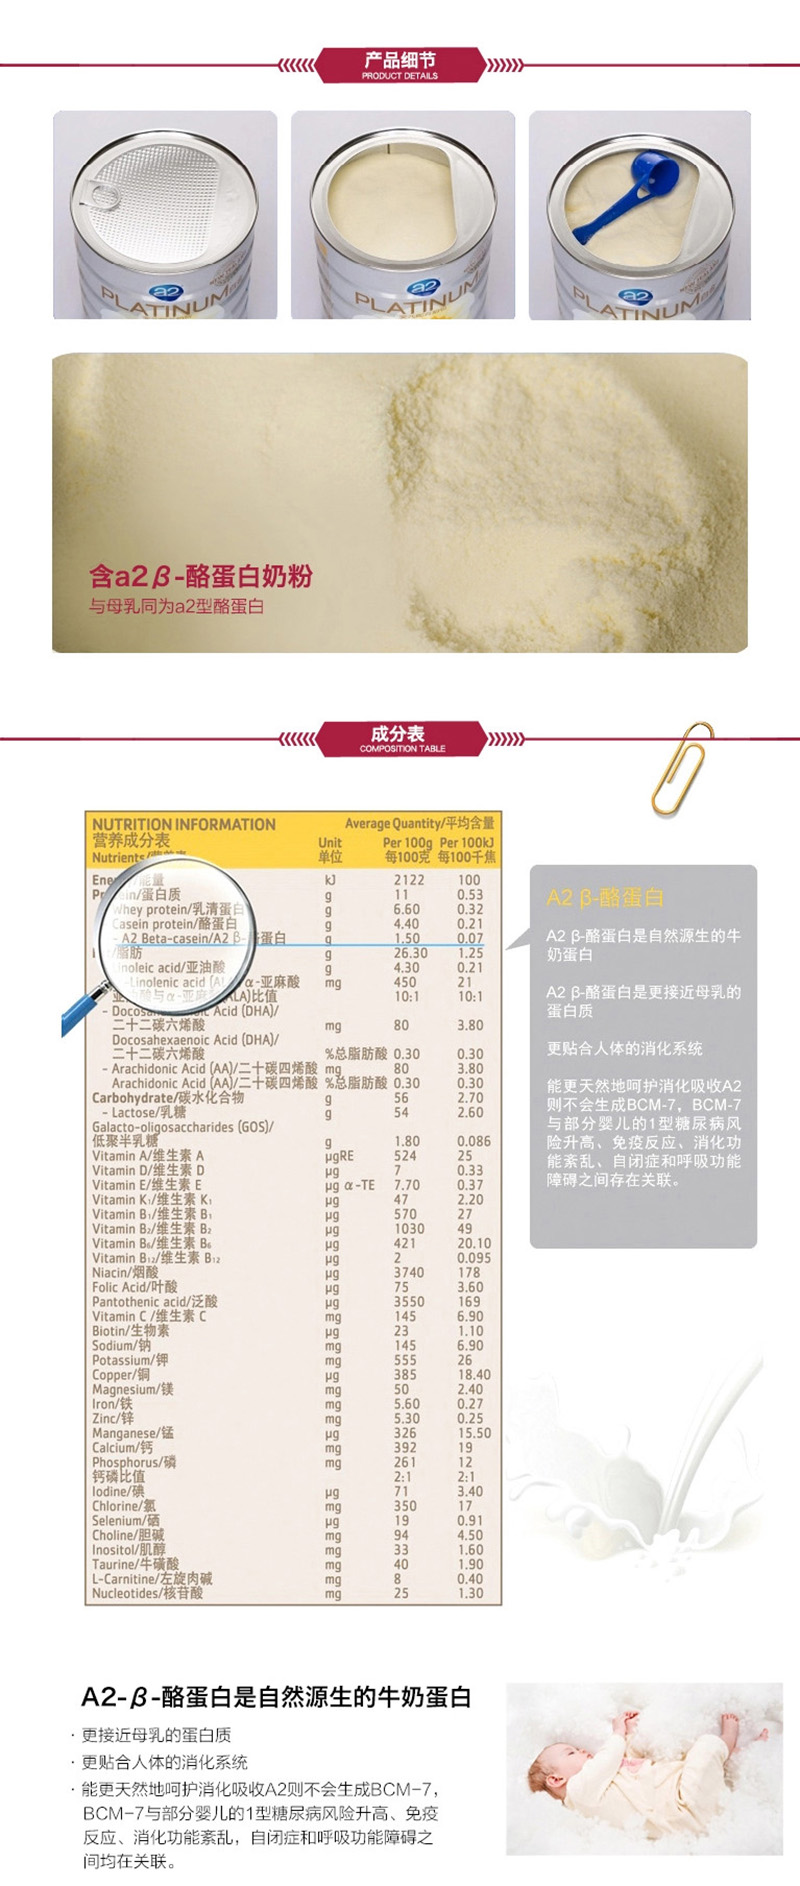 产品细节
PRODUCT DETAILS
a2
PLATINUM
a2
PLATINUM
a2
PLATINUM
含a2β-酪蛋白奶粉
与母乳同为a2型酪蛋白
成分表
COMPOSITION TABLE
NUTRITION INFORMATION Average Quantity/平均含量
营养成分表 Unit Per 100g Per 100kJ
Nutrients/ 单位 每100克 每100千焦
能量 kJ 2122 100
蛋白质 g 11 0.53
Whey protein/乳清蛋白 g 6.60 0.32
Casein protein/酪蛋白 g 4.40 0.21
- A2 Beta-casein/A2 β-酪蛋白 g 1.50 0.07
/脂肪 g 26.30 1.25
Linoleic acid/亚油酸 g 4.30 0.21
-Linolenic acid α-亚麻酸 mg 450 21
10:1 10:1
- Acid (DHA)/
二十二碳六烯酸 mg 80 3.80
Docosahexaenoic Acid (DHA)/
二十二碳六烯酸 %总脂肪酸 0.30 0.30
- Arachidonic Acid (AA)/二十碳四烯酸 mg 80 3.80
Arachidonic Acid (AA)/二十碳四烯酸 %总脂肪酸 0.30 0.30
Carbohydrate/碳水化合物 g 56 2.70
- Lactose/乳糖 g 54 2.60
Galacto-oligosaccharides (GOS)/
低聚半乳糖 g 1.80 0.086
Vitamin A/维生素 A μgRE 524 25
Vitamin D/维生素 D μg 7 0.33
Vitamin E/维生素 E μg α-TE 7.70 0.37
Vitamin K₁/维生素 K₁ μg 47 2.20
Vitamin B₁/维生素 B₁ μg 570 27
Vitamin B₂/维生素 B₂ μg 1030 49
Vitamin B₆/维生素 B₆ μg 421 20.10
Vitamin B₁₂/维生素 B₁₂ μg 2 0.095
Niacin/烟酸 μg 3740 178
Folic Acid/叶酸 μg 75 3.60
Pantothenic acid/泛酸 μg 3550 169
Vitamin C /维生素 C mg 145 6.90
Biotin/生物素 μg 23 1.10
Sodium/钠 mg 145 6.90
Potassium/钾 mg 555 26
Copper/铜 μg 385 18.40
Magnesium/镁 mg 50 2.40
Iron/铁 mg 5.60 0.27
Zinc/锌 mg 5.30 0.25
Manganese/锰 μg 326 15.50
Calcium/钙 mg 392 19
Phosphorus/磷 mg 261 12
钙磷比值 2:1 2:1
Iodine/碘 μg 71 3.40
Chlorine/氯 mg 350 17
Selenium/硒 μg 19 0.91
Choline/胆碱 mg 94 4.50
Inositol/肌醇 mg 33 1.60
Taurine/牛磺酸 mg 40 1.90
L-Carnitine/左旋肉碱 mg 8 0.40
Nucleotides/核苷酸 mg 25 1.30
A2 β-酪蛋白
A2 β-酪蛋白是自然源生的牛
奶蛋白
A2 β-酪蛋白是更接近母乳的
蛋白质
更贴合人体的消化系统
能更天然地呵护消化吸收A2
则不会生成BCM-7，BCM-7
与部分婴儿的1型糖尿病风
险升高、免疫反应、消化功
能紊乱、自闭症和呼吸功能
障碍之间存在关联。
A2-β-酪蛋白是自然源生的牛奶蛋白
· 更接近母乳的蛋白质
· 更贴合人体的消化系统
· 能更天然地呵护消化吸收A2则不会生成BCM-7，
BCM-7与部分婴儿的1型糖尿病风险升高、免疫
反应、消化功能紊乱，自闭症和呼吸功能障碍之
间均在关联。